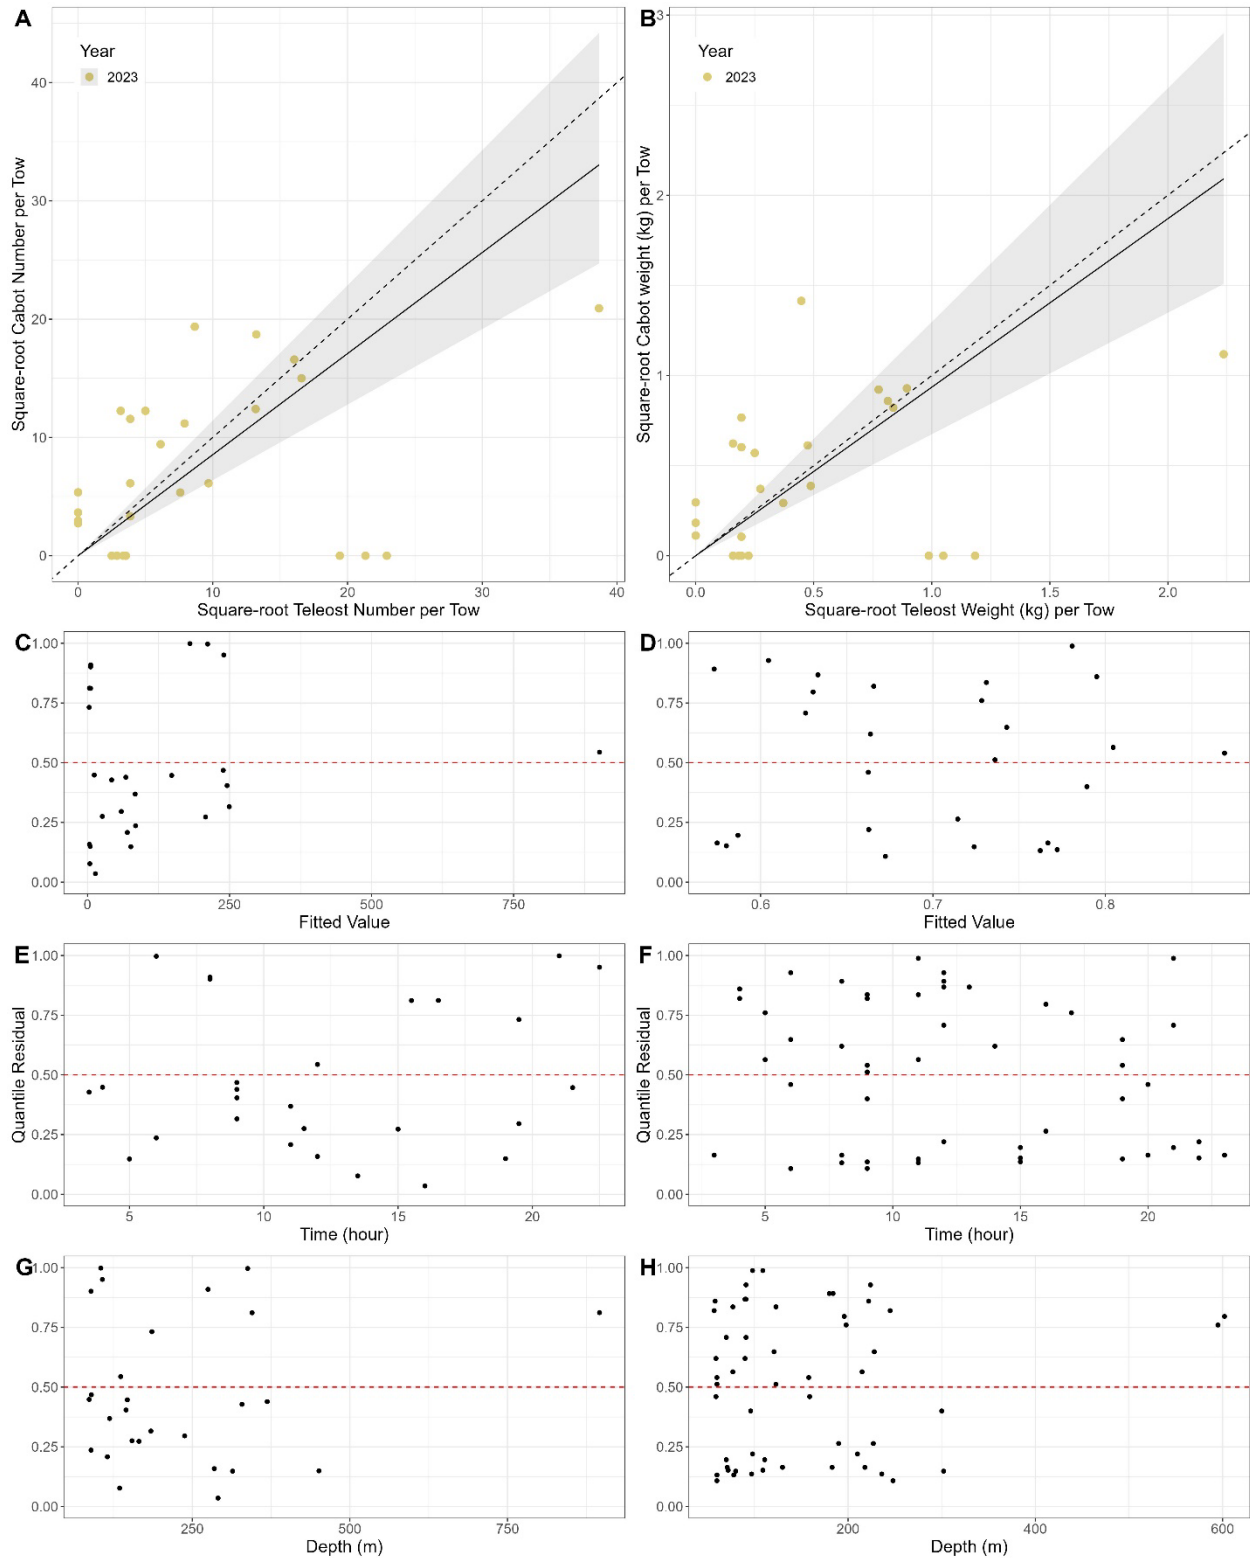 A
Year
2023
40
30
20
10
0
Square-root Cabot Number per Tow
0 10 20 30 40
Square-root Teleost Number per Tow
B
Year
2023
3
2
1
0
Square-root Cabot weight (kg) per Tow
0.0 0.5 1.0 1.5 2.0
Square-root Teleost Weight (kg) per Tow
C
1.00
0.75
0.50
0.25
0.00
0 250 500 750
Fitted Value
D
1.00
0.75
0.50
0.25
0.00
0.6 0.7 0.8
Fitted Value
E
1.00
0.75
0.50
0.25
0.00
Quantile Residual
5 10 15 20
Time (hour)
F
1.00
0.75
0.50
0.25
0.00
Quantile Residual
5 10 15 20
Time (hour)
G
1.00
0.75
0.50
0.25
0.00
250 500 750
Depth (m)
H
1.00
0.75
0.50
0.25
0.00
200 400 600
Depth (m)